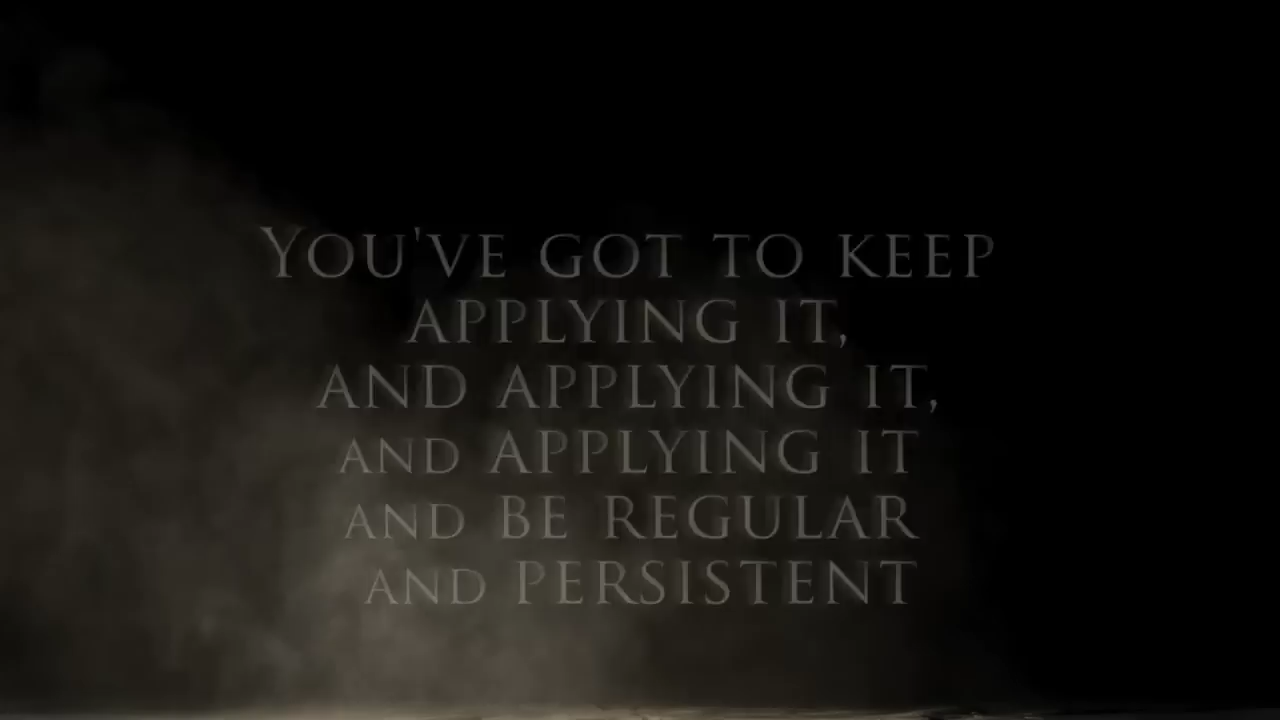 You've got to keep
applying it,
and applying it,
and applying it
and be regular
and persistent